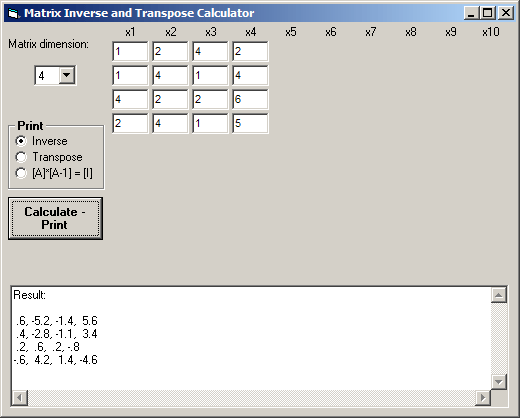 Matrix Inverse and Transpose Calculator
x1 x2 x3 x4 x5 x6 x7 x8 x9 x10
Matrix dimension:
4
1 2 4 2
1 4 1 4
4 2 2 6
2 4 1 5
Print
Inverse
Transpose
[A]*[A-1] = [I]
Calculate -
Print
Result:
.6, -5.2, -1.4, 5.6
.4, -2.8, -1.1, 3.4
.2, .6, .2, -.8
-.6, 4.2, 1.4, -4.6